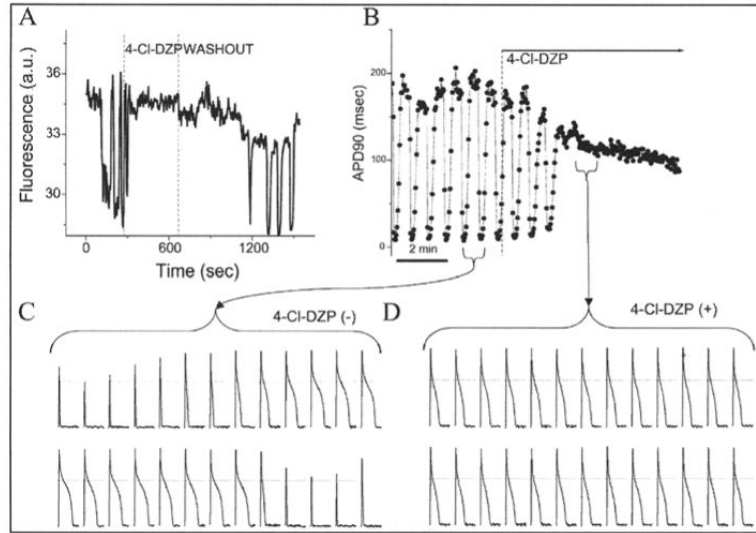 A
4-Cl-DZP WASHOUT
Fluorescence (a.u.)
36
33
30
0
600
1200
Time (sec)
B
4-Cl-DZP
APD90 (msec)
200
100
0
2 min
C
4-Cl-DZP (-)
D
4-Cl-DZP (+)